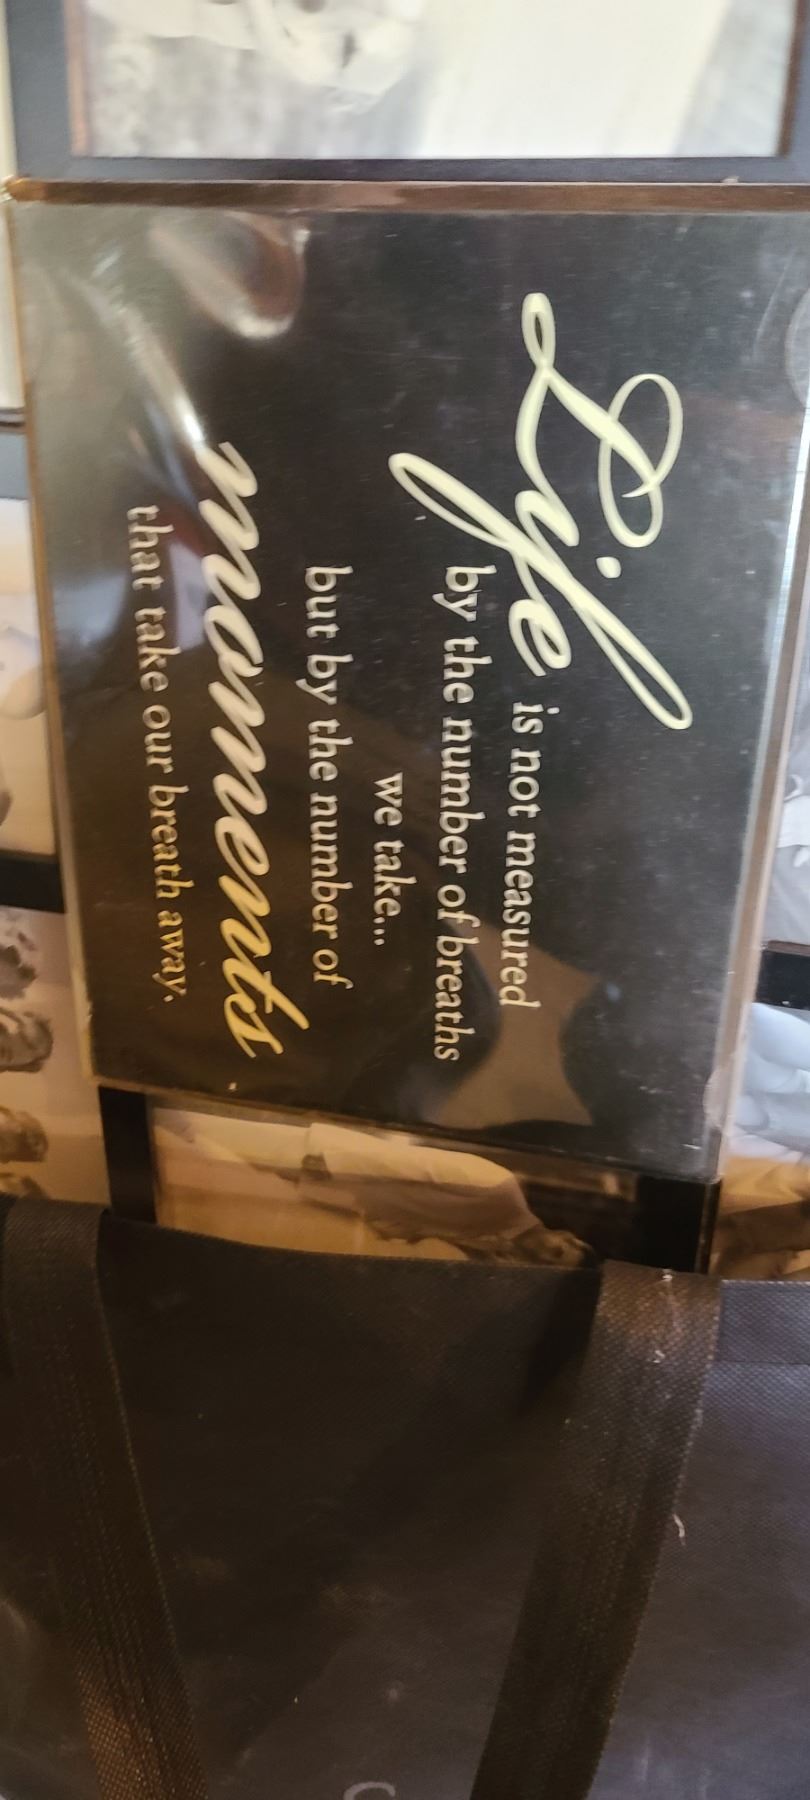 Life is not measured
by the number of breaths
we take...
but by the number of
moments
that take our breath away.